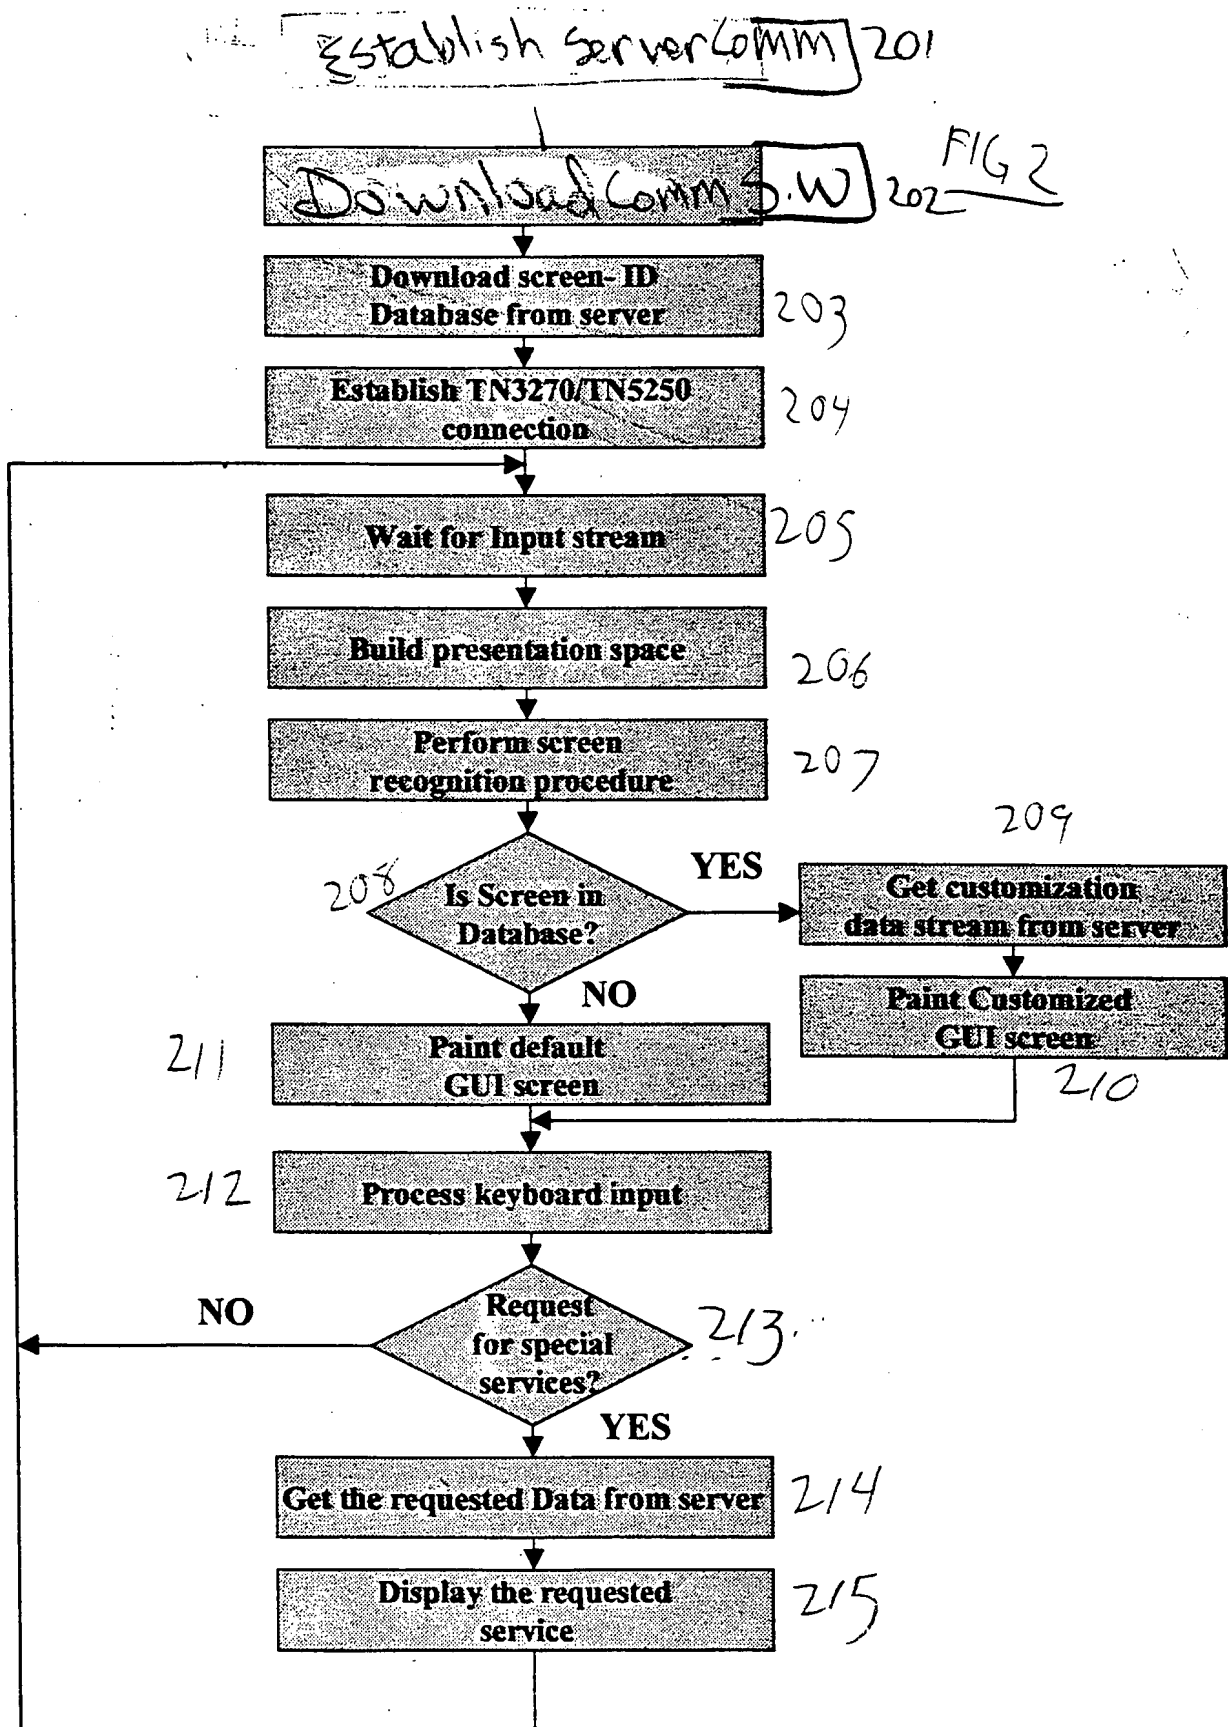 Establish Server Comm 201
FIG 2
Download Comm S.W 202
Download screen- ID
Database from server
203
Establish TN3270/TN5250
connection
204
Wait for Input stream
205
Build presentation space
206
Perform screen
recognition procedure
207
208
Is Screen in
Database?
YES
NO
209
Get customization
data stream from server
Paint Customized
GUI screen
210
211
Paint default
GUI screen
212
Process keyboard input
Request
for special
services?
213
NO
YES
Get the requested Data from server
214
Display the requested
service
215